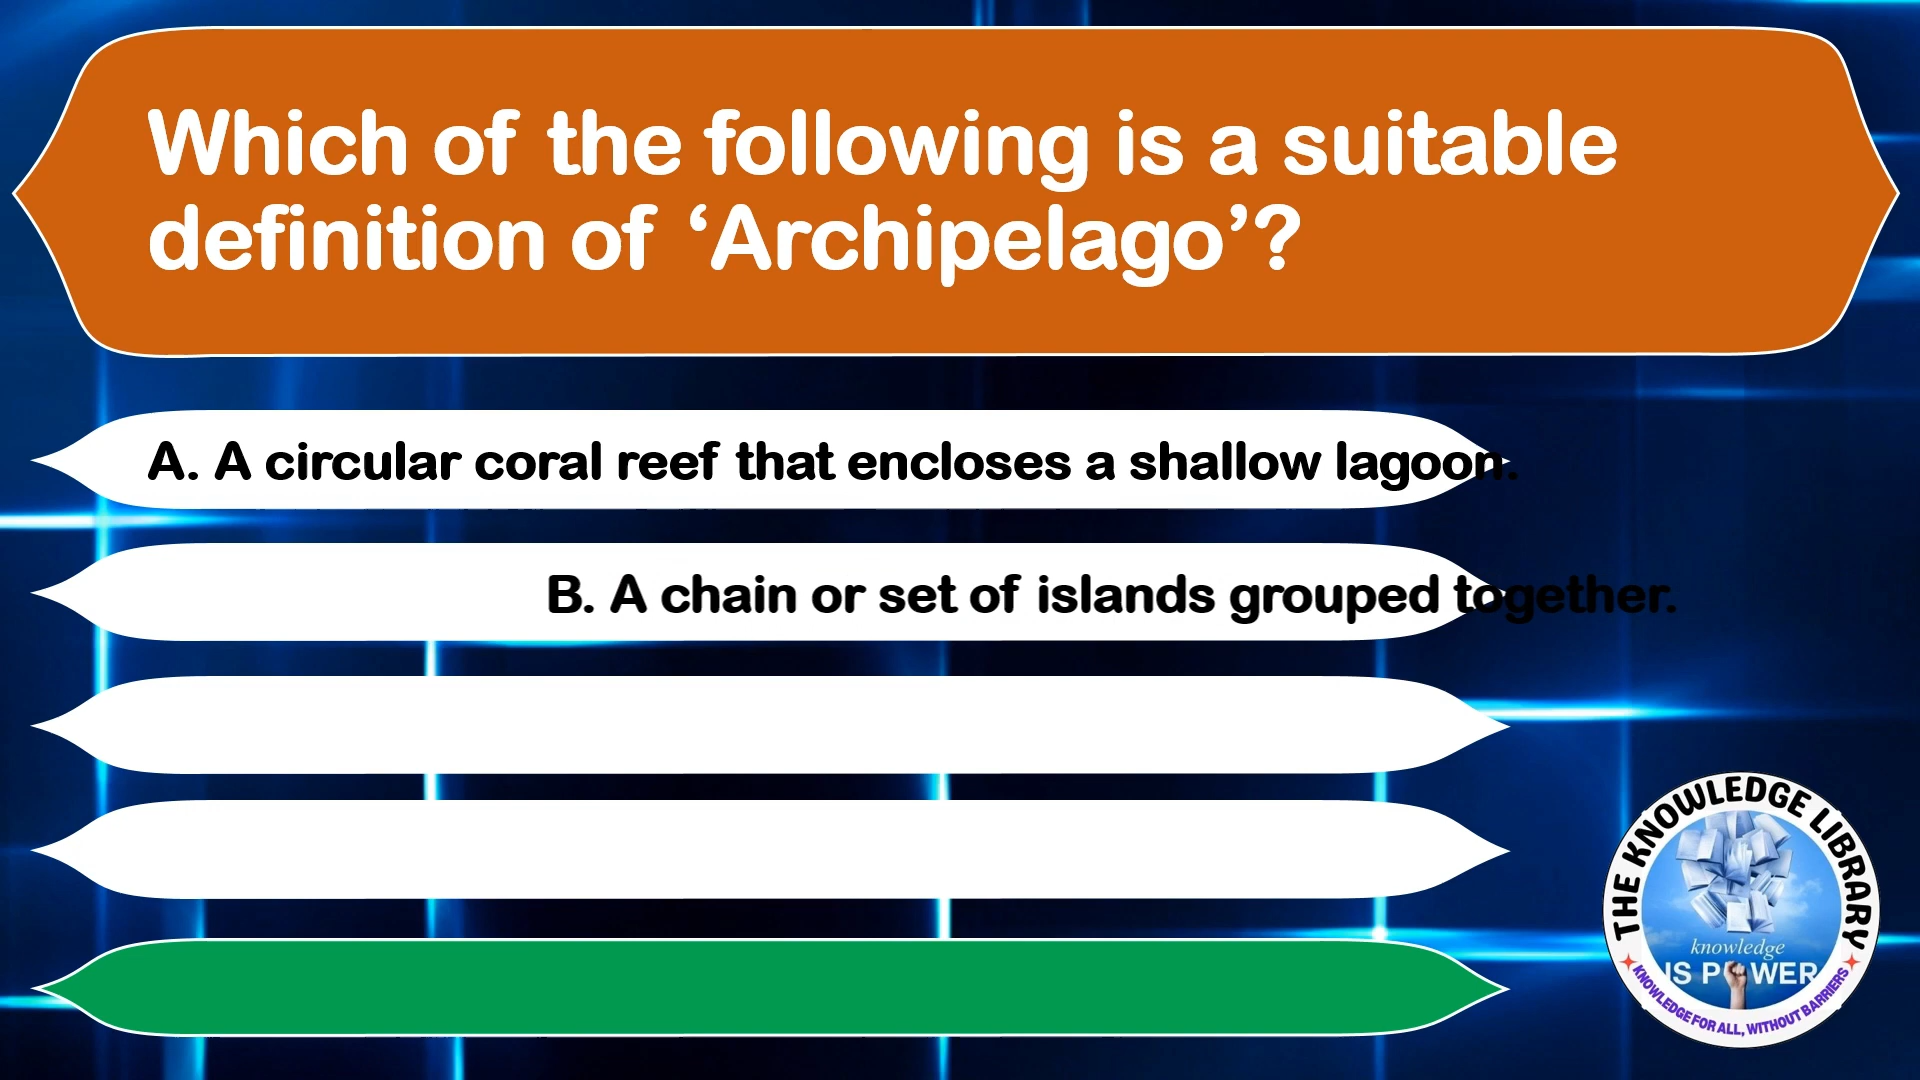 Which of the following is a suitable
definition of ‘Archipelago’?
A. A circular coral reef that encloses a shallow lagoon.
B. A chain or set of islands grouped together.
THE KNOWLEDGE LIBRARY
knowledge
IS POWER
KNOWLEDGE FOR ALL, WITHOUT BARRIERS